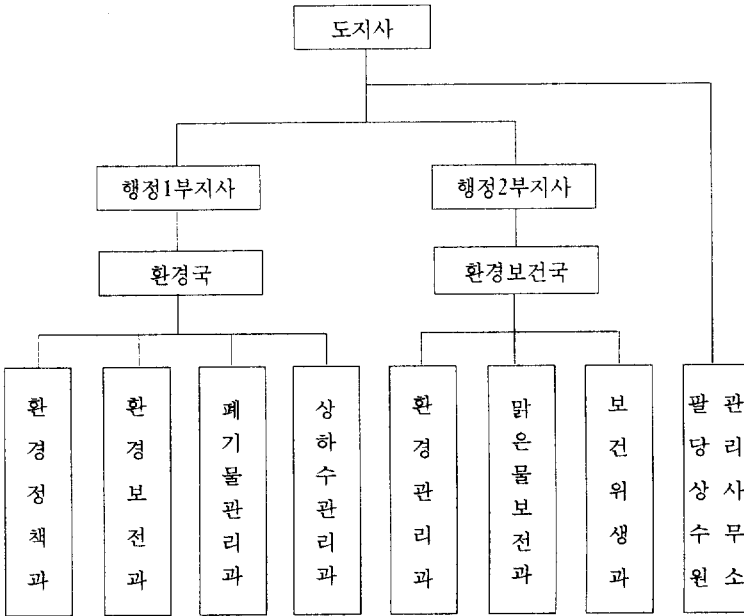 도지사
행정1부지사
행정2부지사
환경국
환경보건국
환경정책과
환경보전과
폐기물관리과
상하수관리과
환경관리과
맑은물보전과
보건위생과
팔당상수원
관리사무소